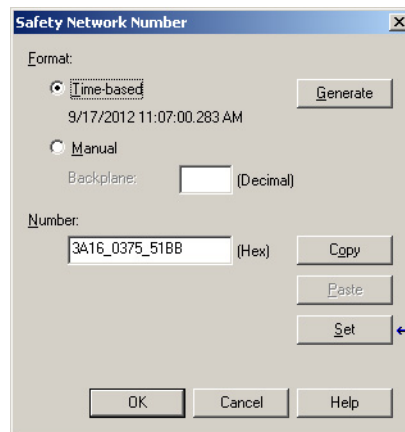 Safety Network Number
Format:
Time-based
Generate
9/17/2012 11:07:00.283 AM
Manual
Backplane: (Decimal)
Number:
3A16_0375_51BB (Hex) Copy
Paste
Set
OK Cancel Help